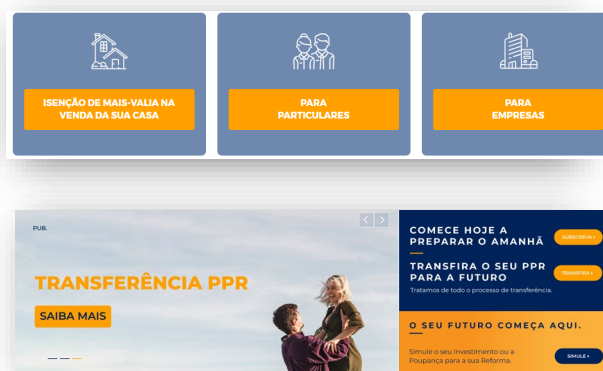 ISENÇÃO DE MAIS-VALIA NA
VENDA DA SUA CASA
PARA
PARTICULARES
PARA
EMPRESAS
PUB.
TRANSFERÊNCIA PPR
SAIBA MAIS
COMECE HOJE A
PREPARAR O AMANHÃ
SUBSCREVA
TRANSFIRA O SEU PPR
PARA A FUTURO
TRANSFIRA
Tratamos de todo o processo de transferência.
O SEU FUTURO COMEÇA AQUI.
Simule o seu Investimento ou a
Poupança para a sua Reforma.
SIMULE